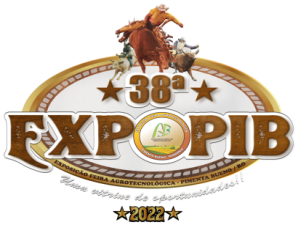 38ª
EXPOPIB
EXPOSIÇÃO FEIRA AGROTECNOLÓGICA - PIMENTA BUENO-RO
Uma vitrine de oportunidades!!
2022